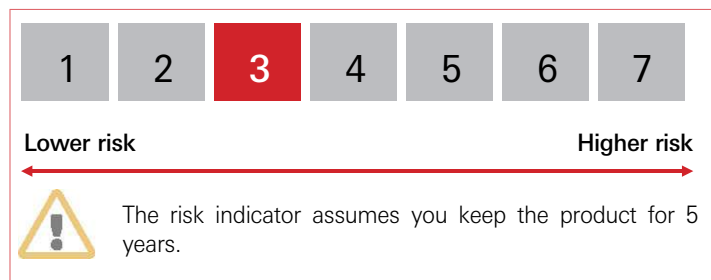 1 2 3 4 5 6 7
Lower risk Higher risk
The risk indicator assumes you keep the product for 5
years.